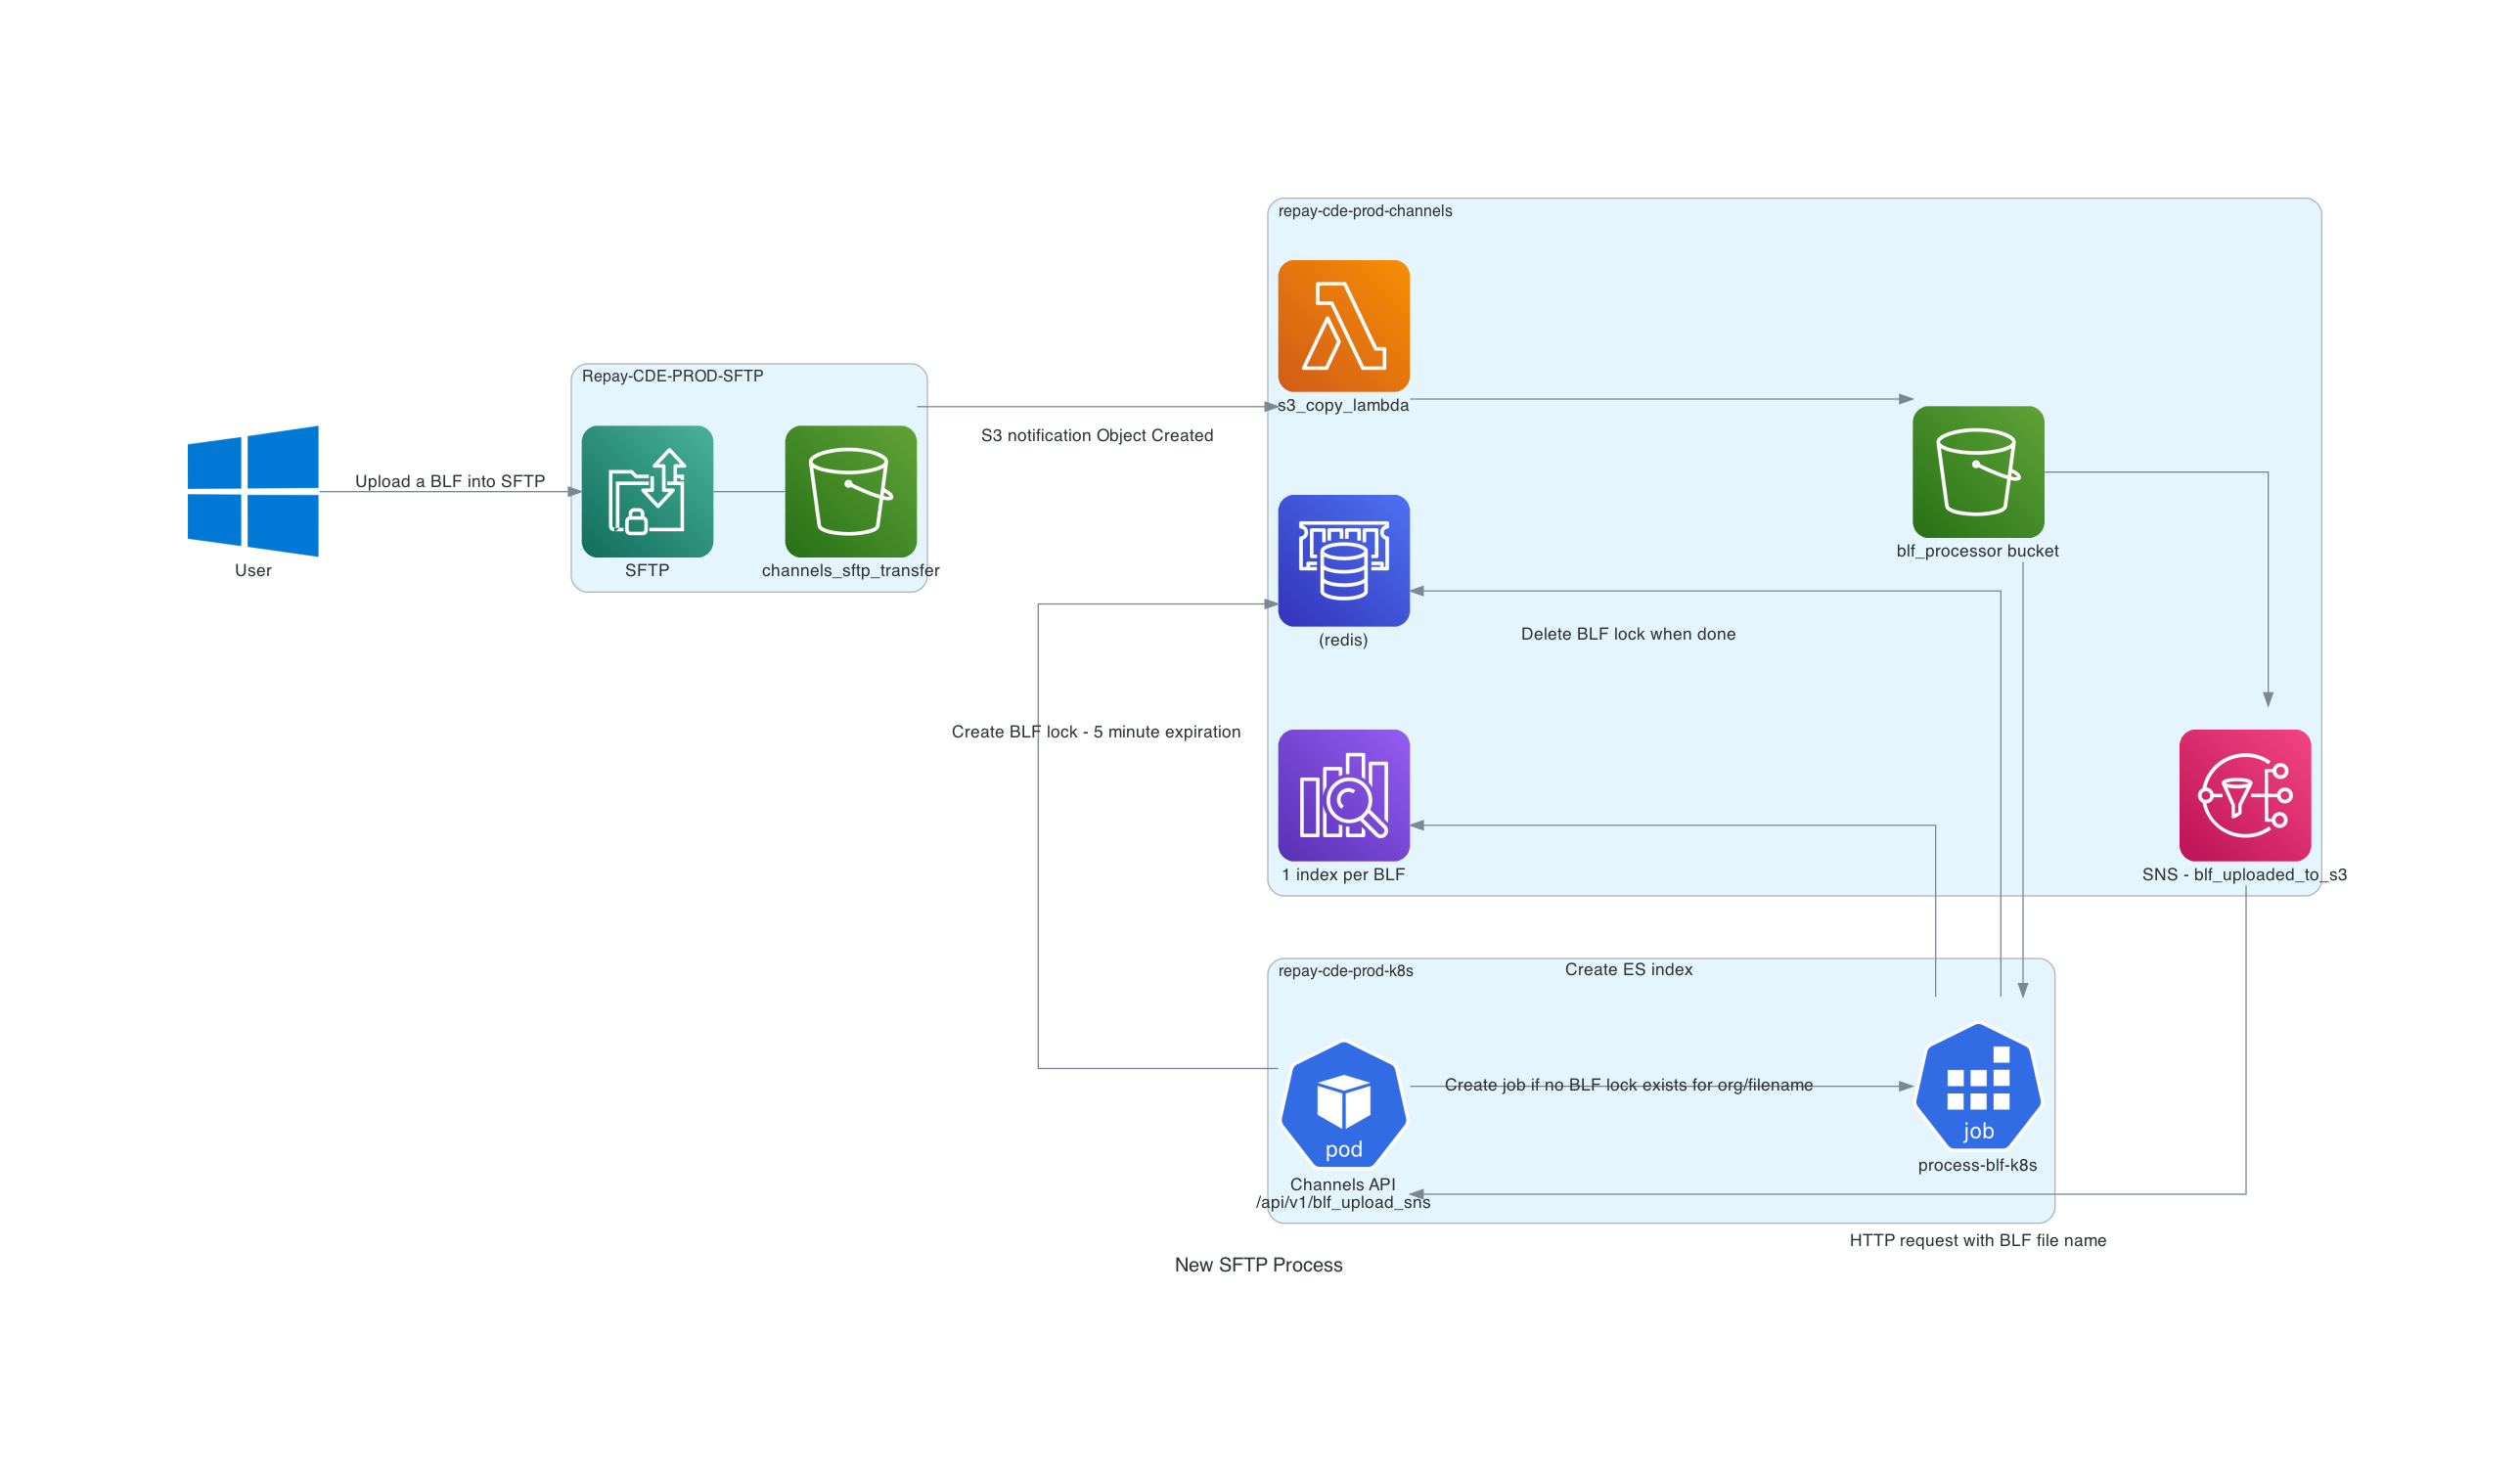 repay-cde-prod-channels
Repay-CDE-PROD-SFTP
s3_copy_lambda
S3 notification Object Created
Upload a BLF into SFTP
User
SFTP
channels_sftp_transfer
blf_processor bucket
(redis)
Delete BLF lock when done
Create BLF lock - 5 minute expiration
1 index per BLF
SNS - blf_uploaded_to_s3
repay-cde-prod-k8s
Create ES index
Create job if no BLF lock exists for org/filename
pod
job
process-blf-k8s
Channels API
/api/v1/blf_upload_sns
HTTP request with BLF file name
New SFTP Process